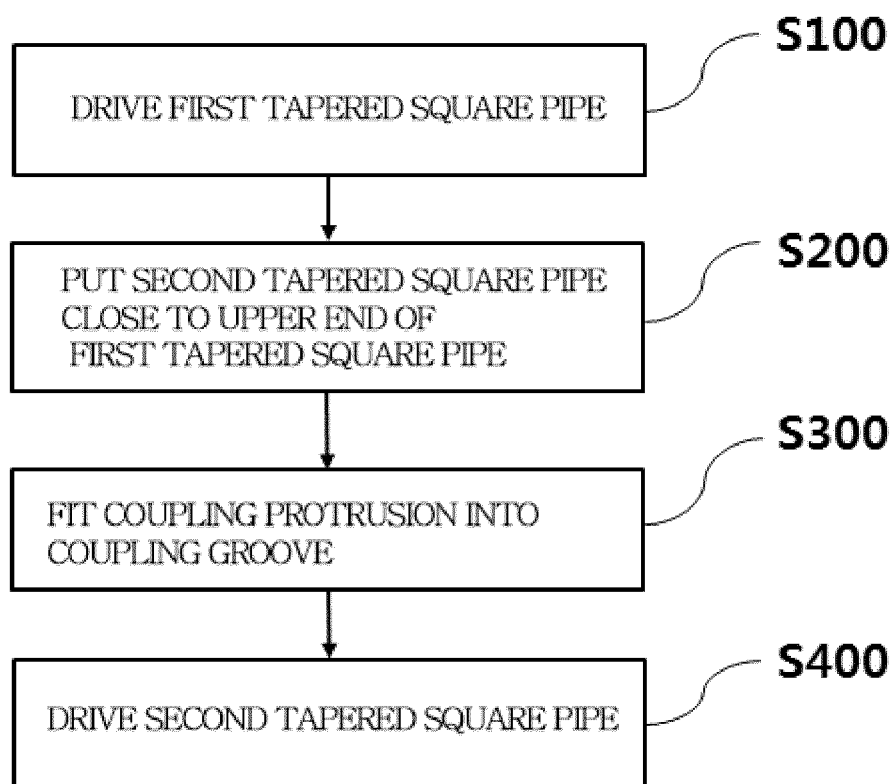 S100
DRIVE FIRST TAPERED SQUARE PIPE
S200
PUT SECOND TAPERED SQUARE PIPE
CLOSE TO UPPER END OF
FIRST TAPERED SQUARE PIPE
S300
FIT COUPLING PROTRUSION INTO
COUPLING GROOVE
S400
DRIVE SECOND TAPERED SQUARE PIPE